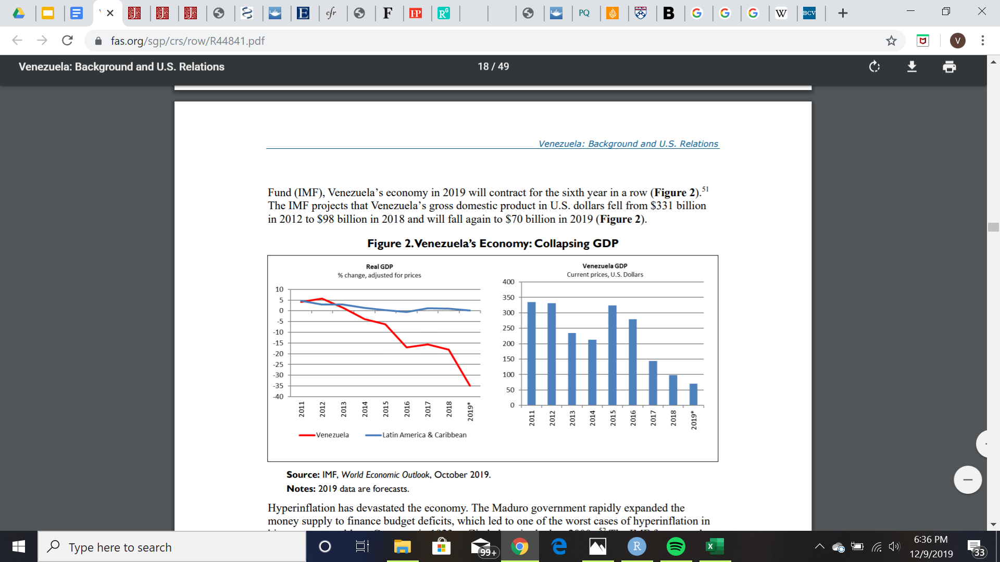 cfr
F
FP
RG
PQ
B
W
BCV
fas.org/sgp/crs/row/R44841.pdf
V
Venezuela: Background and U.S. Relations
18 / 49
Venezuela: Background and U.S. Relations
Fund (IMF), Venezuela’s economy in 2019 will contract for the sixth year in a row (Figure 2).51
The IMF projects that Venezuela’s gross domestic product in U.S. dollars fell from $331 billion
in 2012 to $98 billion in 2018 and will fall again to $70 billion in 2019 (Figure 2).
Figure 2. Venezuela’s Economy: Collapsing GDP
Real GDP
% change, adjusted for prices
10
5
0
-5
-10
-15
-20
-25
-30
-35
-40
2011 2012 2013 2014 2015 2016 2017 2018 2019*
Venezuela Latin America & Caribbean
Venezuela GDP
Current prices, U.S. Dollars
400
350
300
250
200
150
100
50
0
2011 2012 2013 2014 2015 2016 2017 2018 2019*
Source: IMF, World Economic Outlook, October 2019.
Notes: 2019 data are forecasts.
Hyperinflation has devastated the economy. The Maduro government rapidly expanded the
money supply to finance budget deficits, which led to one of the worst cases of hyperinflation in
Type here to search
99+
R
X
6:36 PM
12/9/2019
33